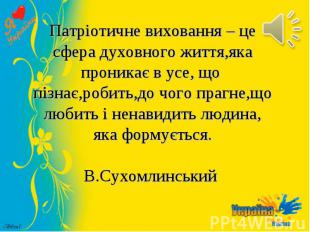 Патріотичне виховання – це
сфера духовного життя,яка
проникає в усе, що
пізнає,робить,до чого прагне,що
любить і ненавидить людина,
яка формується.
В.Сухомлинський
Україна